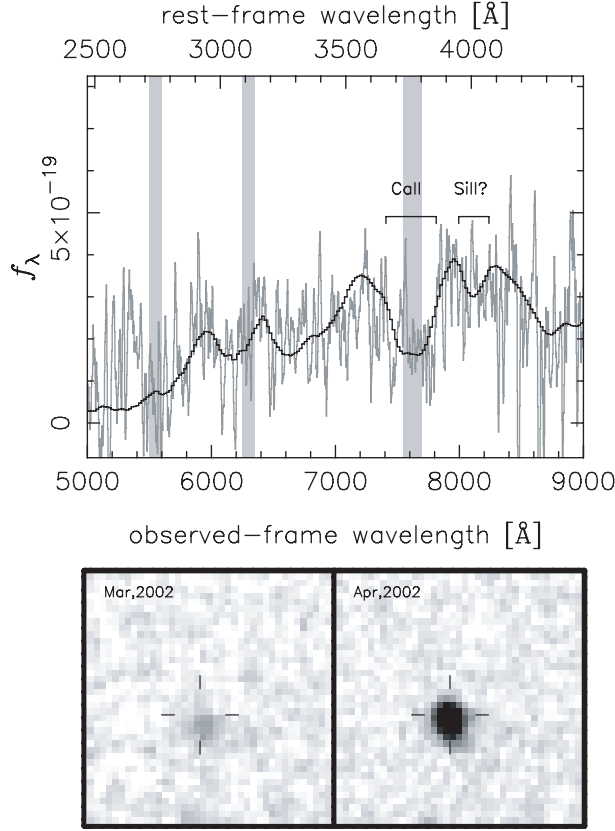 rest-frame wavelength [Å]
2500 3000 3500 4000
CaII SiII?
5×10⁻¹⁹
fλ
0
5000 6000 7000 8000 9000
observed-frame wavelength [Å]
Mar,2002 Apr,2002